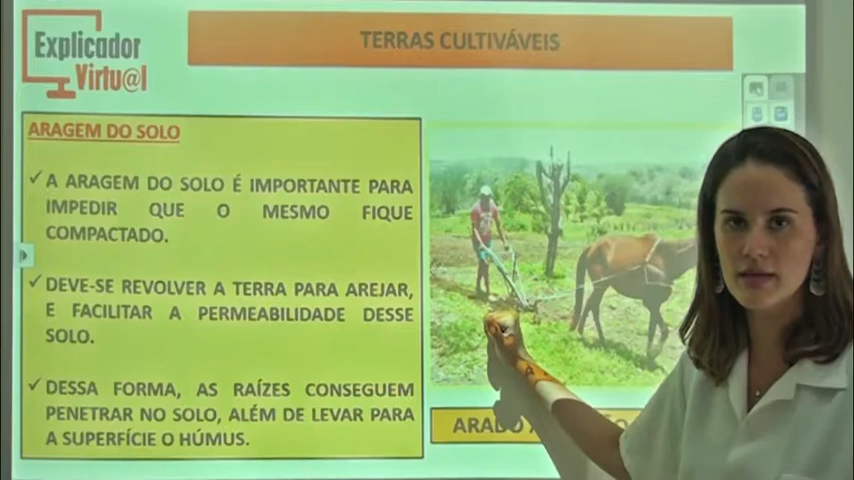 Explicador
Virtu@l
TERRAS CULTIVÁVEIS
ARAGEM DO SOLO
✓ A ARAGEM DO SOLO É IMPORTANTE PARA
IMPEDIR QUE O MESMO FIQUE
COMPACTADO.
✓ DEVE-SE REVOLVER A TERRA PARA AREJAR,
E FACILITAR A PERMEABILIDADE DESSE
SOLO.
✓ DESSA FORMA, AS RAÍZES CONSEGUEM
PENETRAR NO SOLO, ALÉM DE LEVAR PARA
A SUPERFÍCIE O HÚMUS.
ARADO